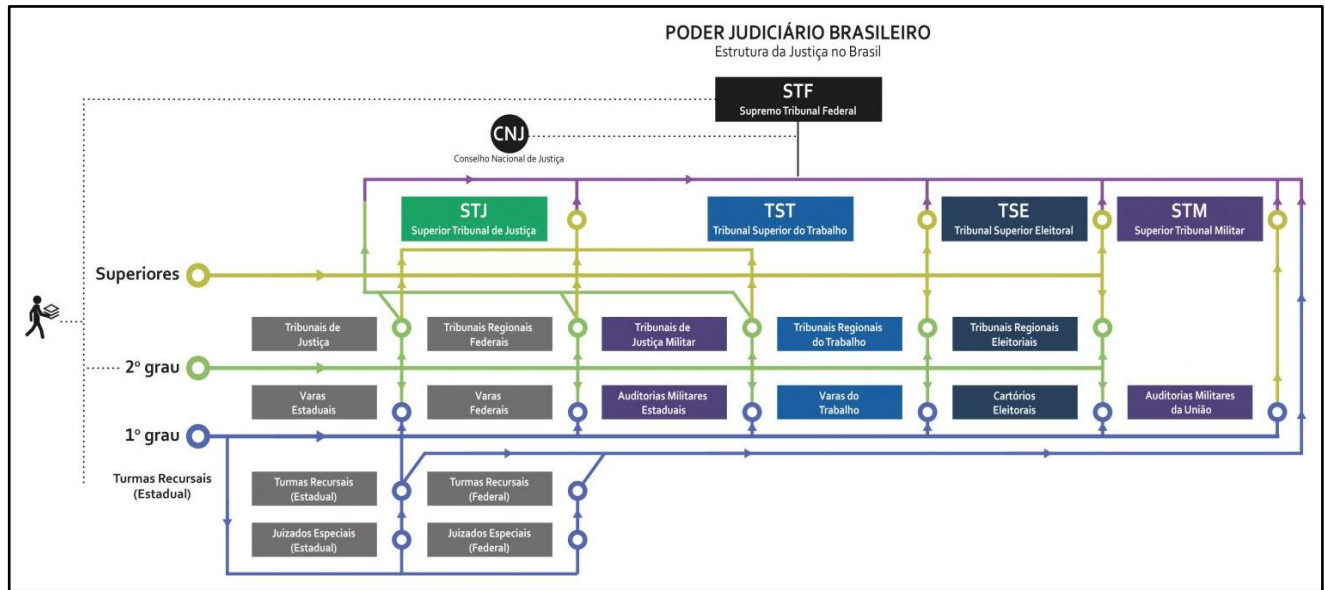 PODER JUDICIÁRIO BRASILEIRO
Estrutura da Justiça no Brasil
STF
Supremo Tribunal Federal
CNJ
Conselho Nacional de Justiça
STJ
Superior Tribunal de Justiça
TST
Tribunal Superior do Trabalho
TSE
Tribunal Superior Eleitoral
STM
Superior Tribunal Militar
Superiores
Tribunais de
Justiça
Tribunais Regionais
Federais
Tribunais de
Justiça Militar
Tribunais Regionais
do Trabalho
Tribunais Regionais
Eleitoriais
2º grau
Varas
Estaduais
Varas
Federais
Auditorias Militares
Estaduais
Varas do
Trabalho
Cartórios
Eleitorais
Auditorias Militares
da União
1º grau
Turmas Recursais
(Estadual)
Turmas Recursais
(Estadual)
Turmas Recursais
(Federal)
Juizados Especiais
(Estadual)
Juizados Especiais
(Federal)